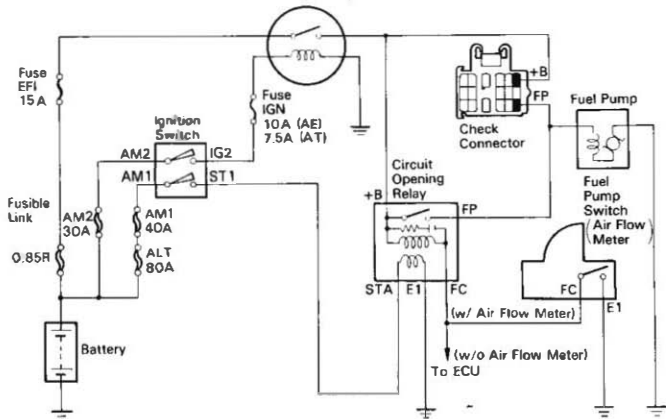 Fuse
EFI
15A
Ignition
Switch
Fuse
IGN
10A (AE)
7.5A (AT)
+B
FP
Check
Connector
Fuel Pump
AM2
IG2
AM1
ST1
Circuit
Opening
Relay
+B
FP
Fuel
Pump
Switch
(Air Flow
Meter)
Fusible
Link
AM2
30A
AM1
40A
0.85R
ALT
80A
FC
E1
STA
E1
FC
(w/ Air Flow Meter)
(w/o Air Flow Meter)
To ECU
Battery